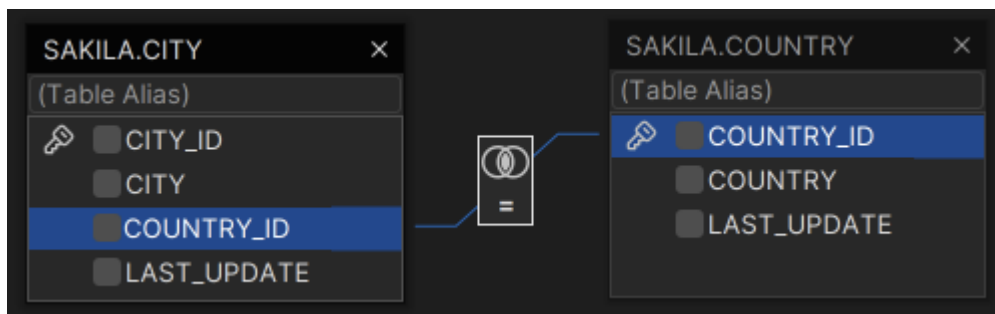 SAKILA.CITY
(Table Alias)
CITY_ID
CITY
COUNTRY_ID
LAST_UPDATE
=
SAKILA.COUNTRY
(Table Alias)
COUNTRY_ID
COUNTRY
LAST_UPDATE